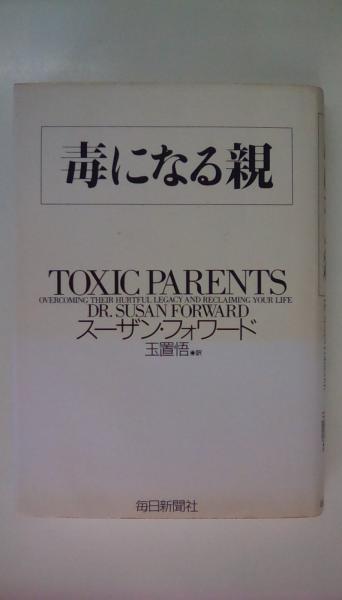 毒になる親
TOXIC PARENTS
OVERCOMING THEIR HURTFUL LEGACY AND RECLAIMING YOUR LIFE
DR. SUSAN FORWARD
スーザン・フォワード
玉置悟✱訳
毎日新聞社